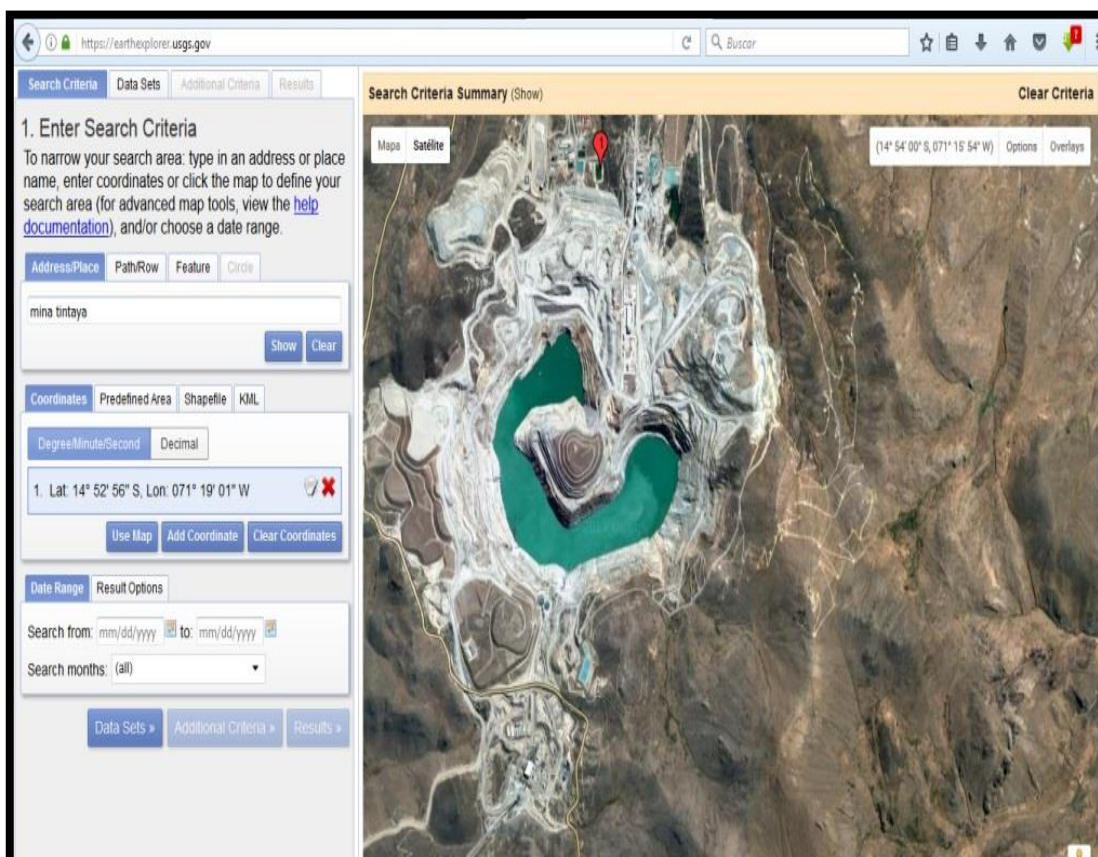 https://earthexplorer.usgs.gov
Buscar
Search Criteria
Data Sets
Additional Criteria
Results
Search Criteria Summary (Show)
Clear Criteria
1. Enter Search Criteria
To narrow your search area: type in an address or place
name, enter coordinates or click the map to define your
search area (for advanced map tools, view the help
documentation), and/or choose a date range.
Address/Place
Path/Row
Feature
Circle
mina tintaya
Show
Clear
Coordinates
Predefined Area
Shapefile
KML
Degree/Minute/Second
Decimal
1. Lat: 14° 52' 56" S, Lon: 071° 19' 01" W
Use Map
Add Coordinate
Clear Coordinates
Date Range
Result Options
Search from: mm/dd/yyyy to: mm/dd/yyyy
Search months: (all)
Data Sets »
Additional Criteria »
Results »
Mapa
Satélite
1
(14° 54' 00" S, 071° 15' 54" W)
Options
Overlays